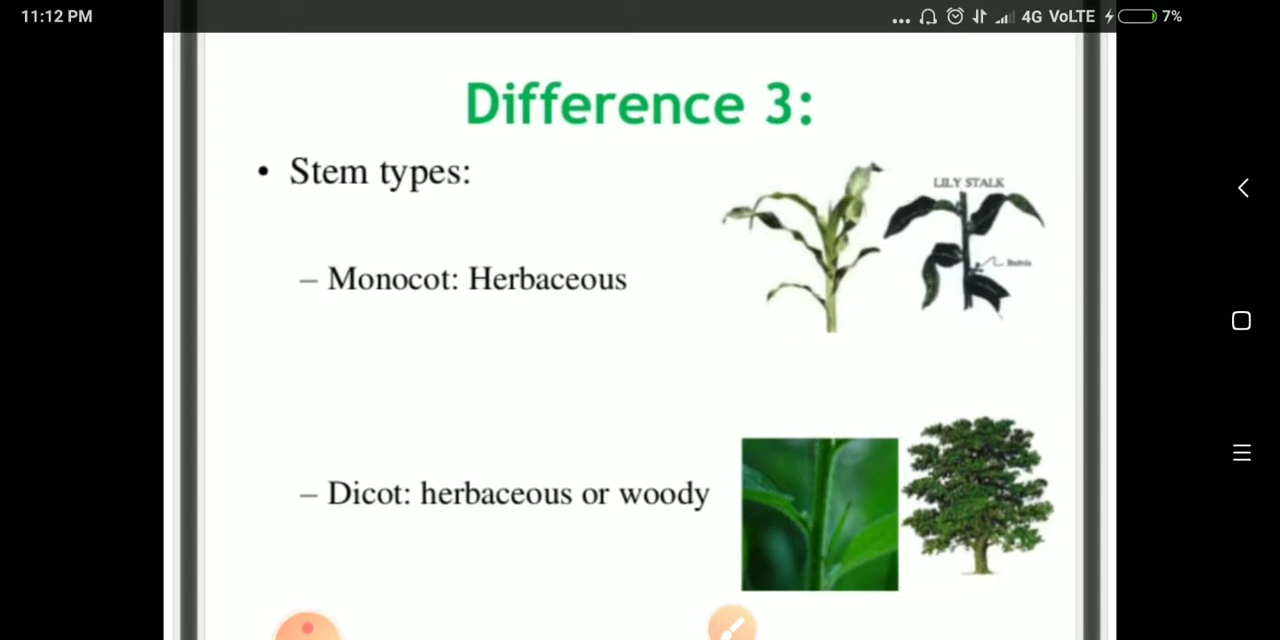 11:12 PM
... 4G VoLTE 7%
Difference 3:
• Stem types:
LILY STALK
– Monocot: Herbaceous
– Dicot: herbaceous or woody